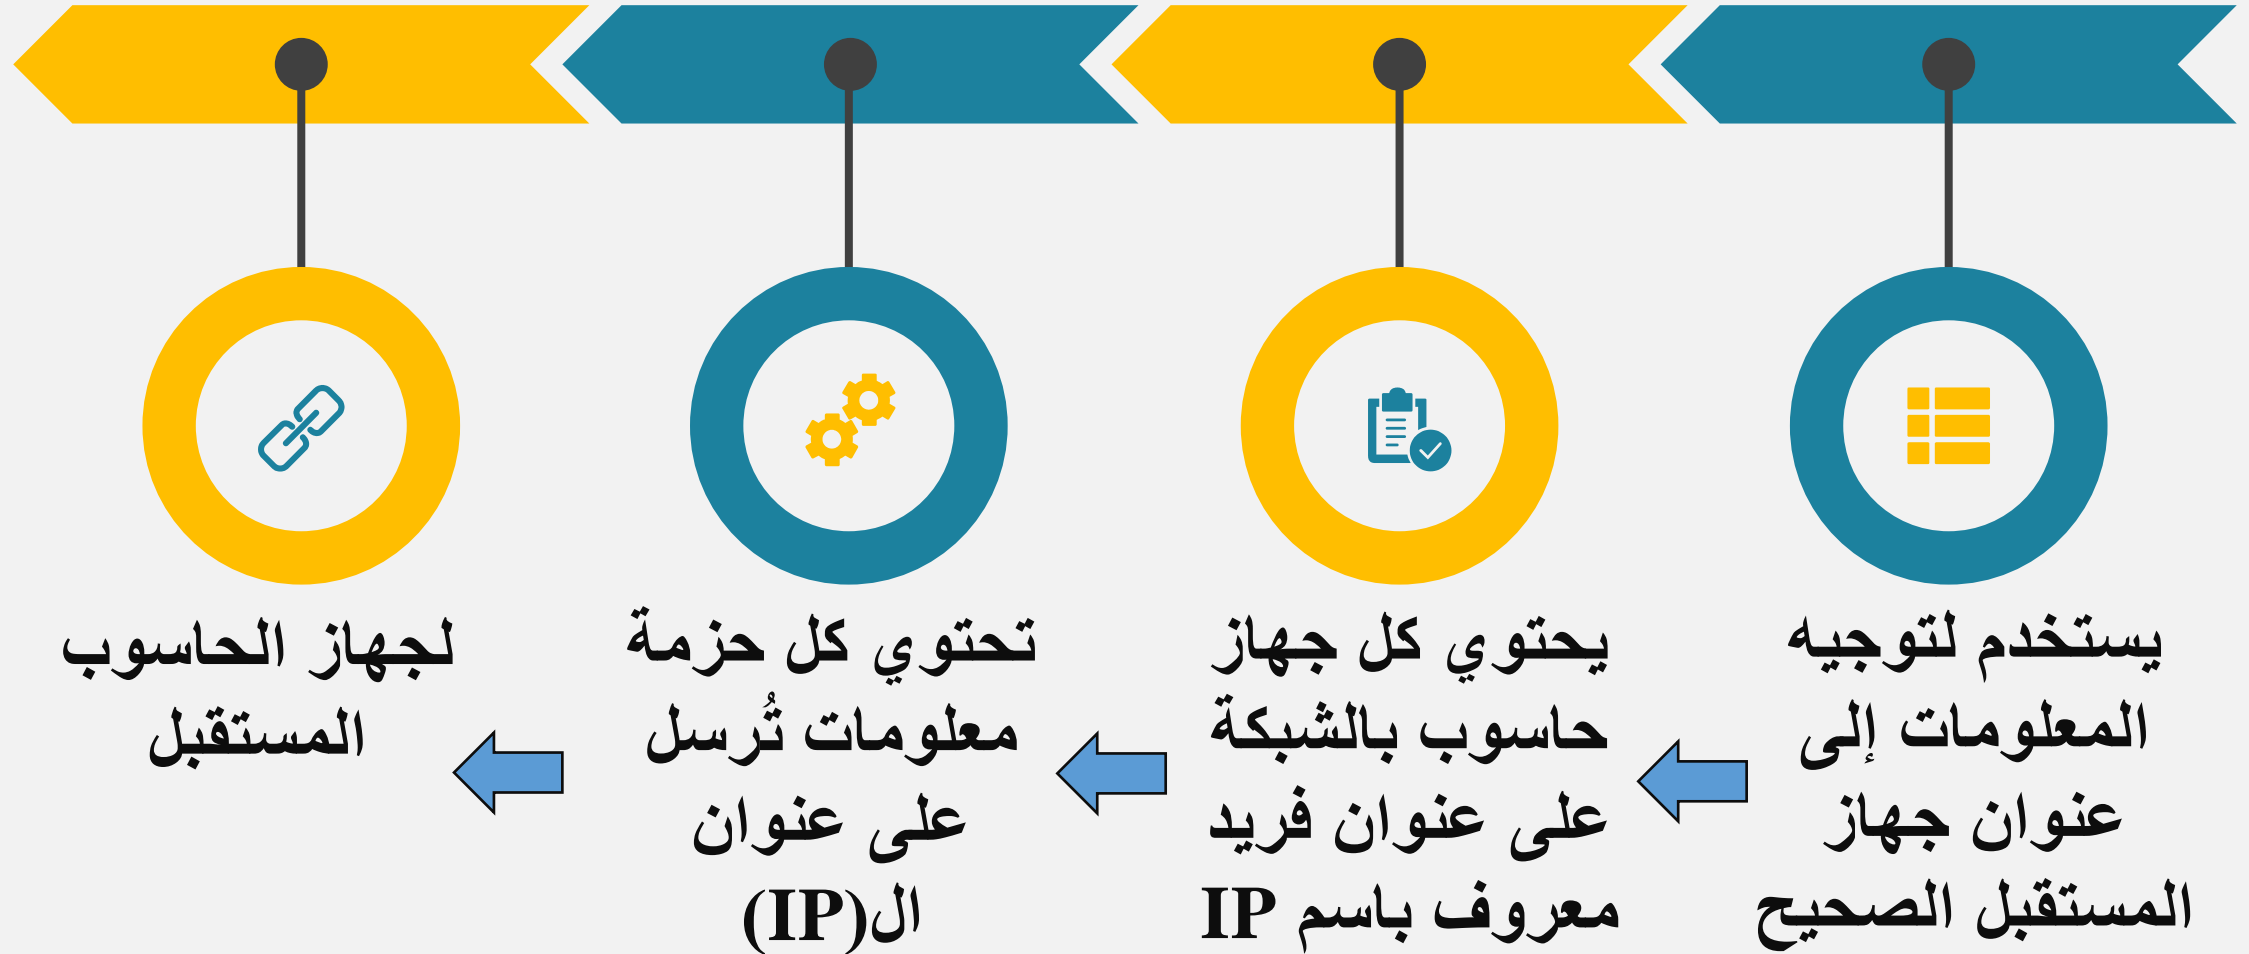 يستخدم لتوجيه
المعلومات إلى
عنوان جهاز
المستقبل الصحيح
يحتوي كل جهاز
حاسوب بالشبكة
على عنوان فريد
معروف باسم IP
تحتوي كل حزمة
معلومات تُرسل
على عنوان
ال(IP)
لجهاز الحاسوب
المستقبل